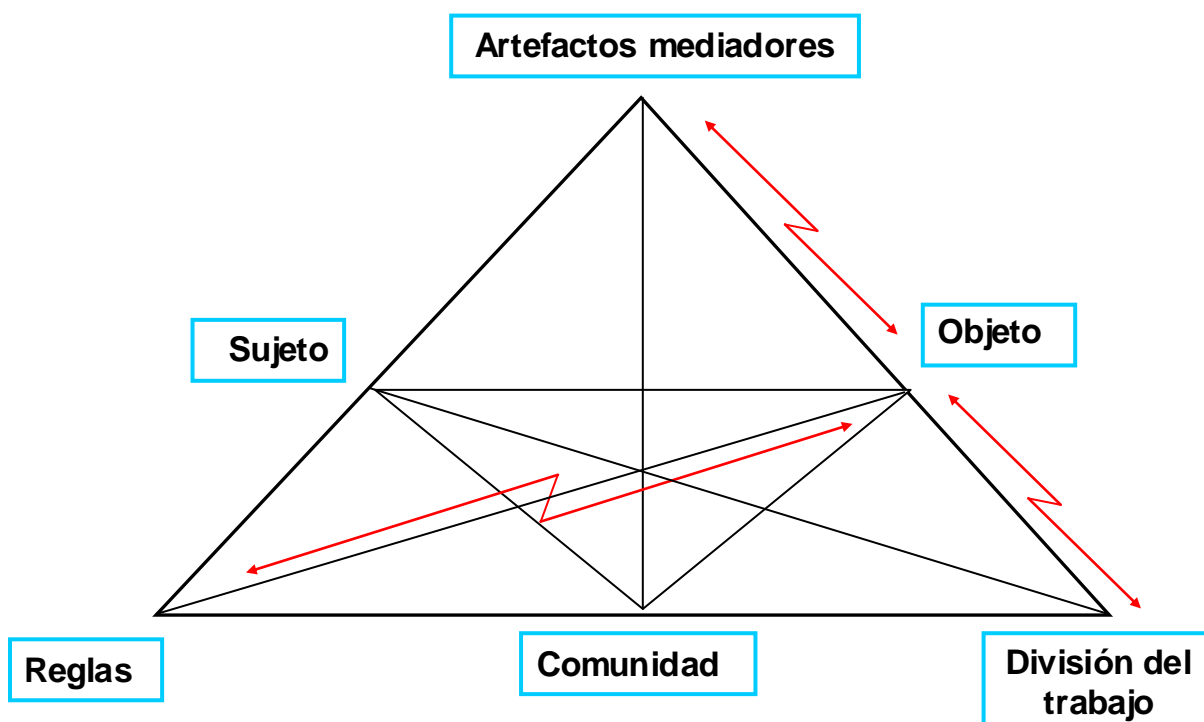 Artefactos mediadores
Sujeto
Objeto
Reglas
Comunidad
División del
trabajo